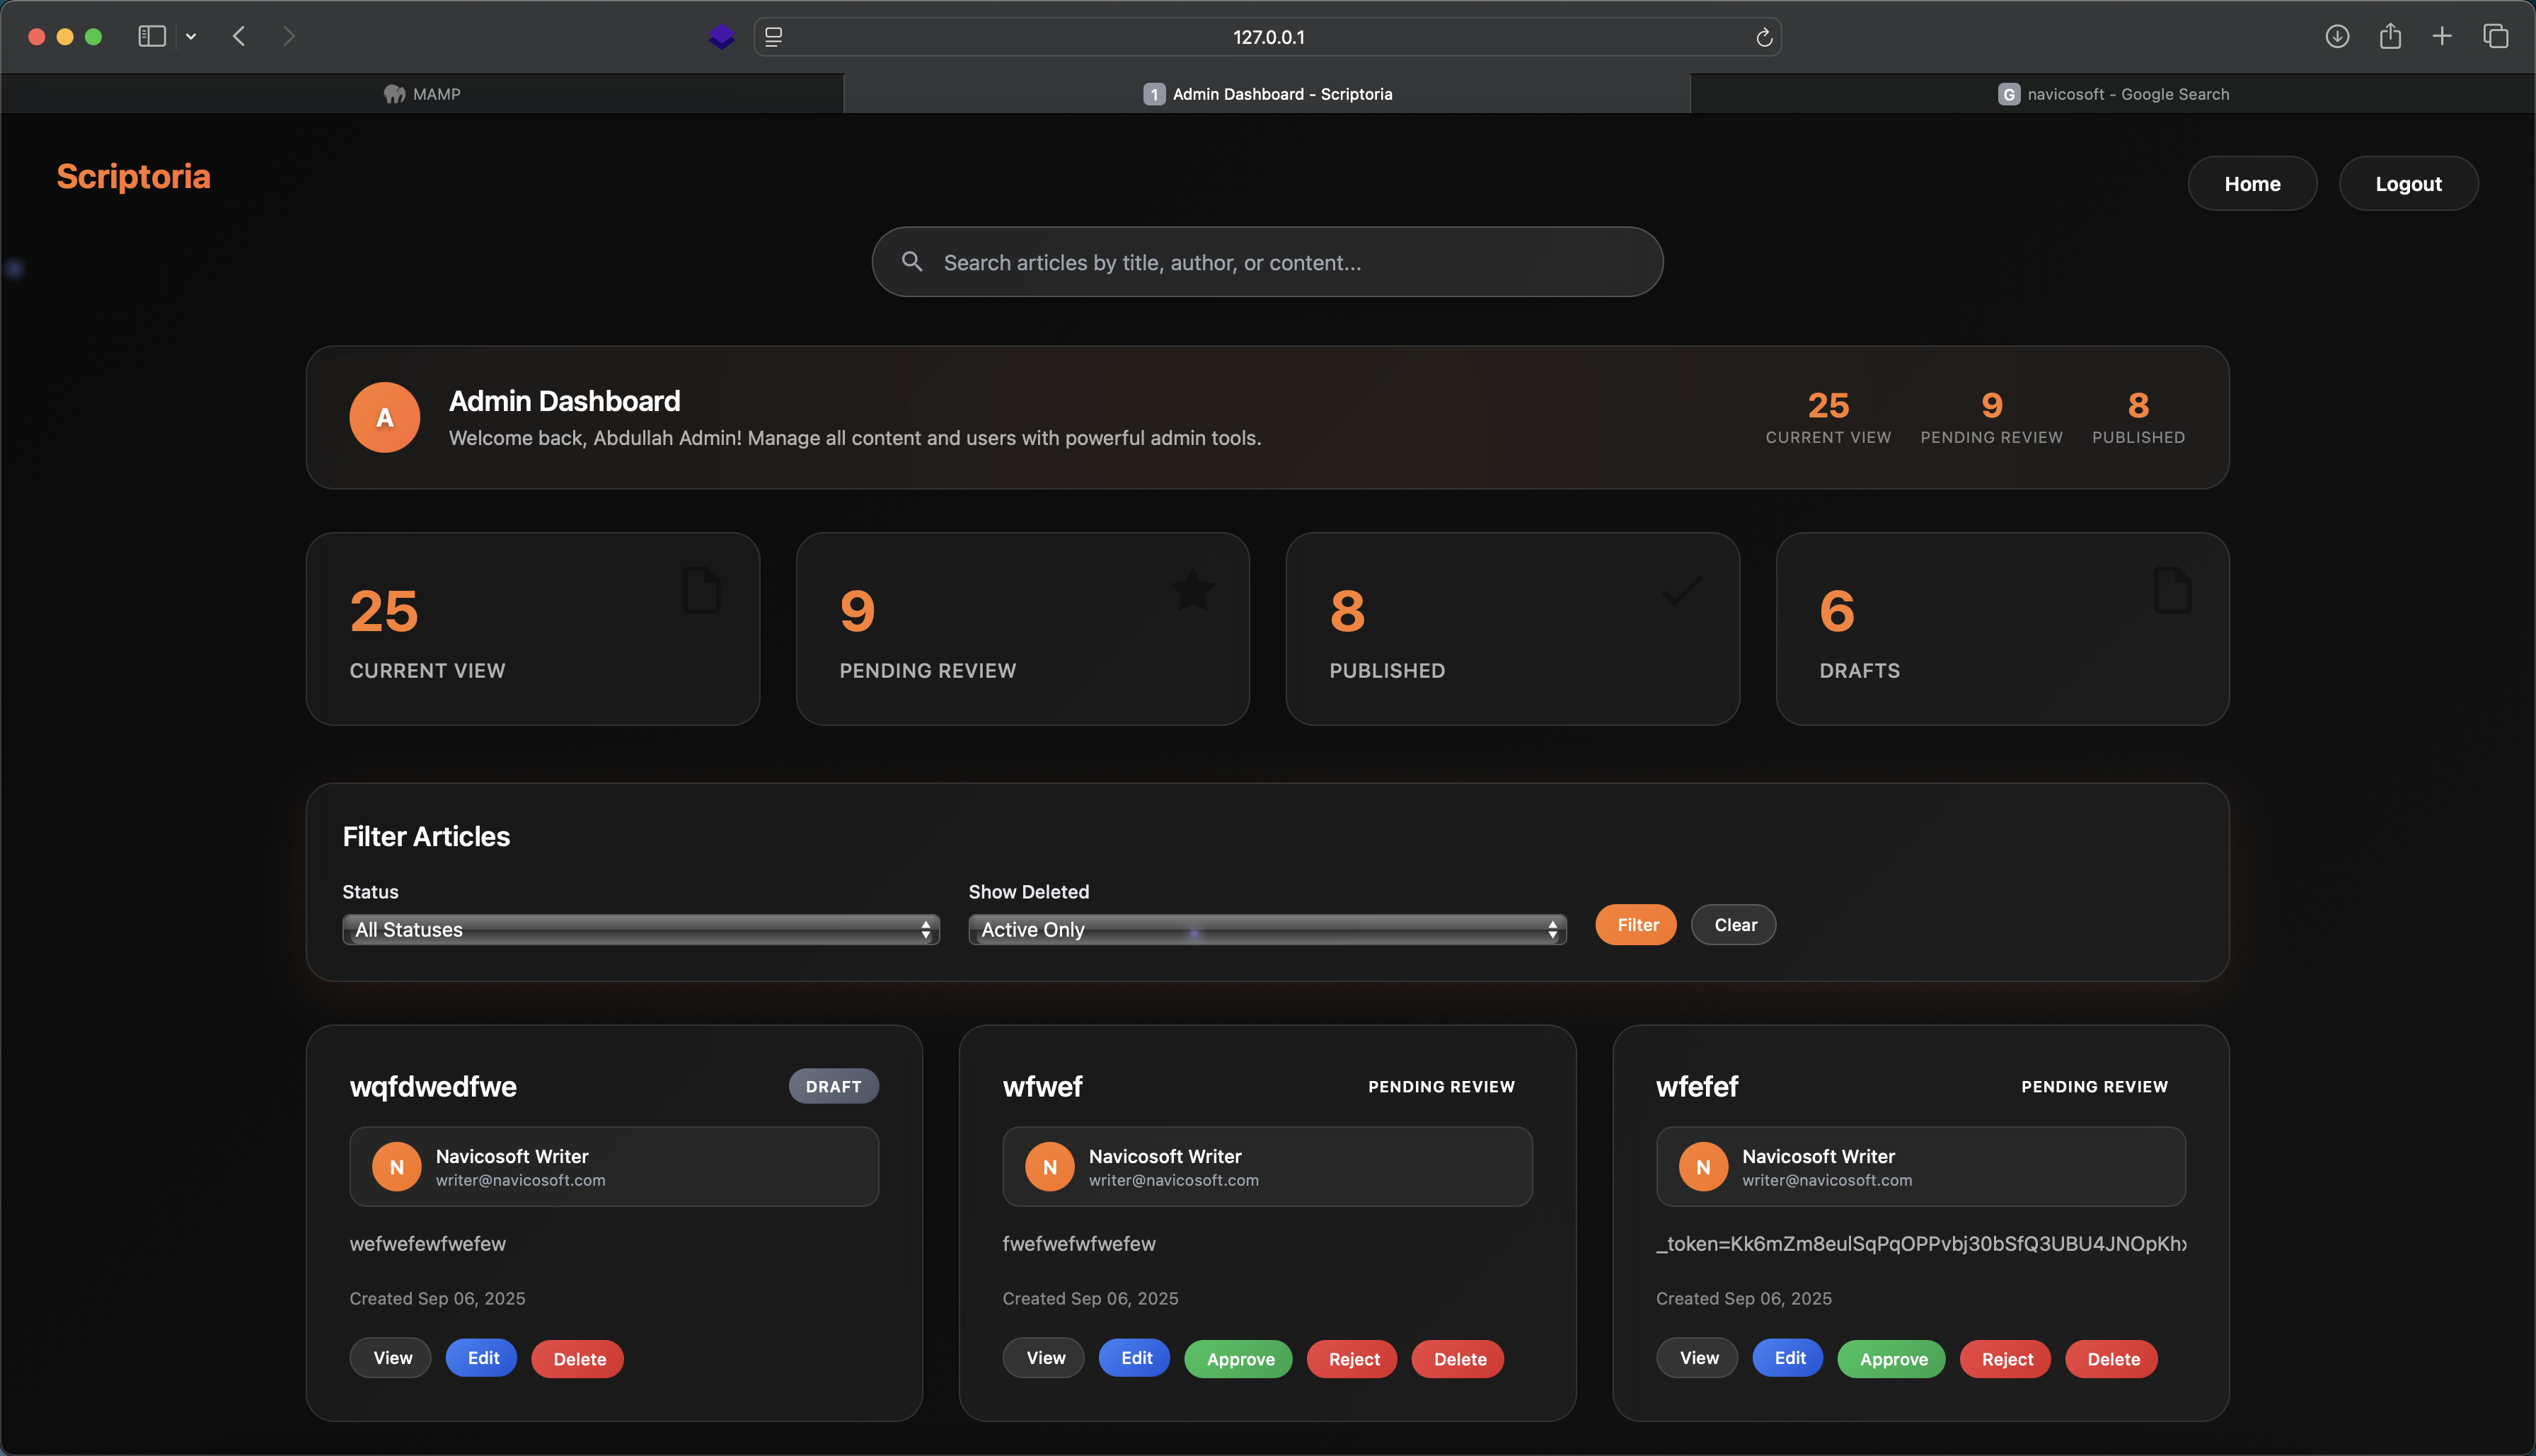 127.0.0.1
MAMP
1 Admin Dashboard - Scriptoria
G navicosoft - Google Search
Scriptoria
Home
Logout
Search articles by title, author, or content...
A
Admin Dashboard
Welcome back, Abdullah Admin! Manage all content and users with powerful admin tools.
25
CURRENT VIEW
9
PENDING REVIEW
8
PUBLISHED
25
CURRENT VIEW
9
PENDING REVIEW
8
PUBLISHED
6
DRAFTS
Filter Articles
Status
All Statuses
Show Deleted
Active Only
Filter
Clear
wqfdwedfwe
DRAFT
N
Navicosoft Writer
writer@navicosoft.com
wefwefewfwefew
Created Sep 06, 2025
View
Edit
Delete
wfwef
PENDING REVIEW
N
Navicosoft Writer
writer@navicosoft.com
fwefwefwfwefew
Created Sep 06, 2025
View
Edit
Approve
Reject
Delete
wfefef
PENDING REVIEW
N
Navicosoft Writer
writer@navicosoft.com
_token=Kk6mZm8eulSqPqOPPvbj30bSfQ3UBU4JNOpKhx
Created Sep 06, 2025
View
Edit
Approve
Reject
Delete